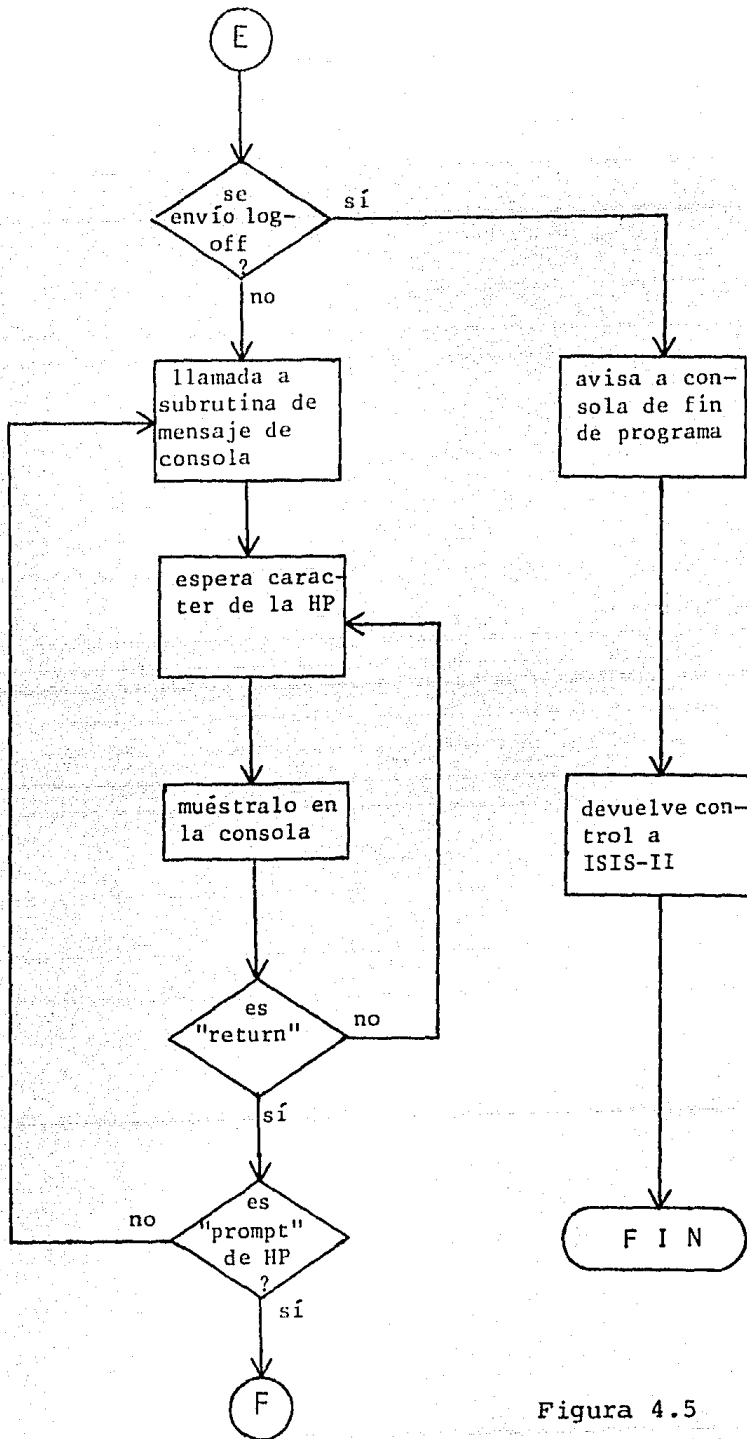 E
se
envío log-
off
?
sí
no
llamada a
subrutina de
mensaje de
consola
avisa a con-
sola de fin
de programa
espera carac-
ter de la HP
muéstralo en
la consola
devuelve con-
trol a
ISIS-II
es
"return"
no
sí
es
"prompt"
de HP
?
no
sí
F I N
F
Figura 4.5